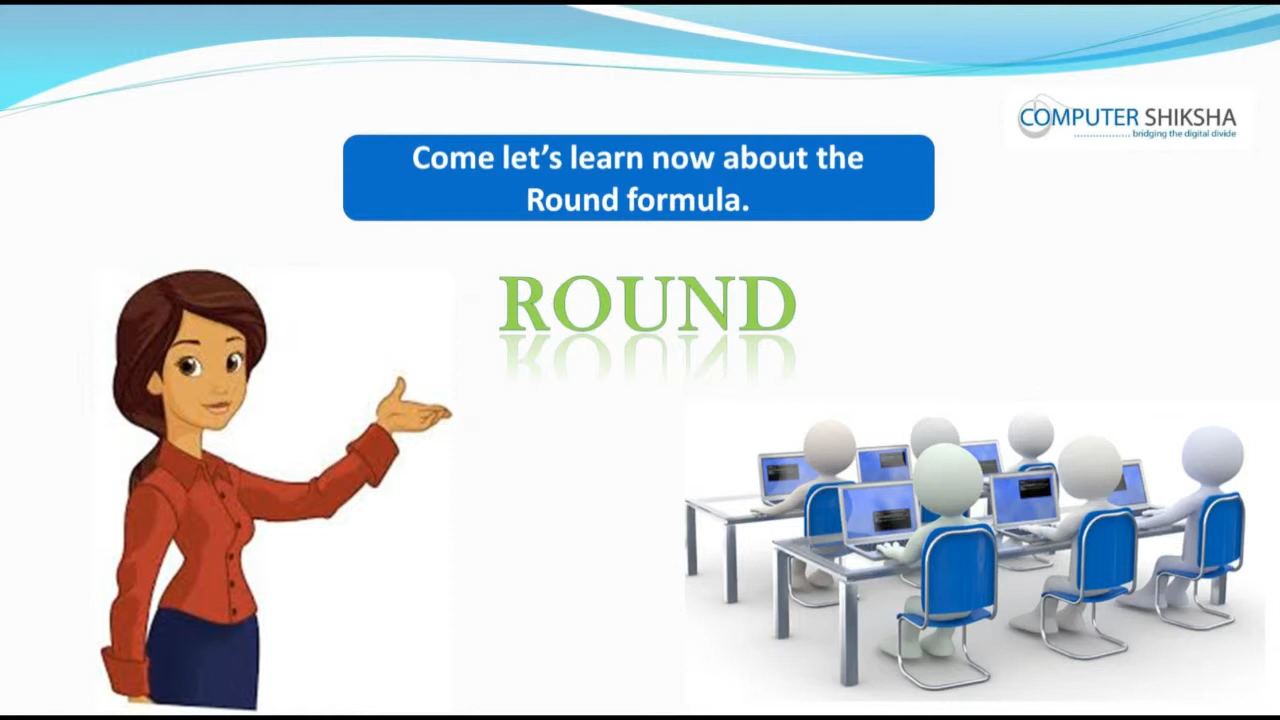 COMPUTER SHIKSHA
bridging the digital divide
Come let's learn now about the
Round formula.
ROUND